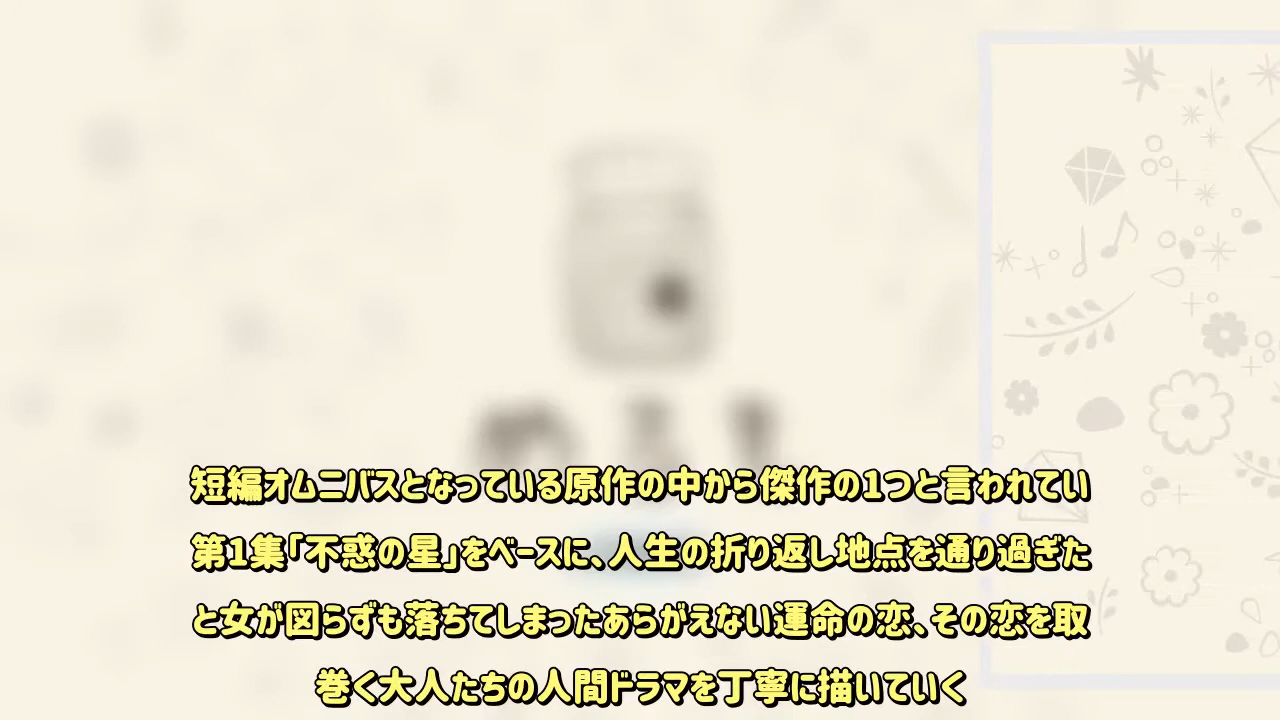 短編オムニバスとなっている原作の中から傑作の1つと言われてい
第1集「不惑の星」をベースに、人生の折り返し地点を通り過ぎた
と女が図らずも落ちてしまったあらがえない運命の恋、その恋を取
巻く大人たちの人間ドラマを丁寧に描いていく